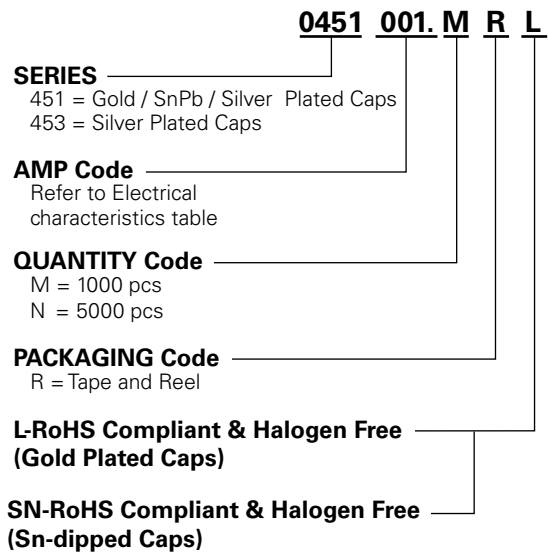 0451 001. M R L
SERIES
451 = Gold / SnPb / Silver Plated Caps
453 = Silver Plated Caps
AMP Code
Refer to Electrical
characteristics table
QUANTITY Code
M = 1000 pcs
N = 5000 pcs
PACKAGING Code
R = Tape and Reel
L-RoHS Compliant & Halogen Free
(Gold Plated Caps)
SN-RoHS Compliant & Halogen Free
(Sn-dipped Caps)